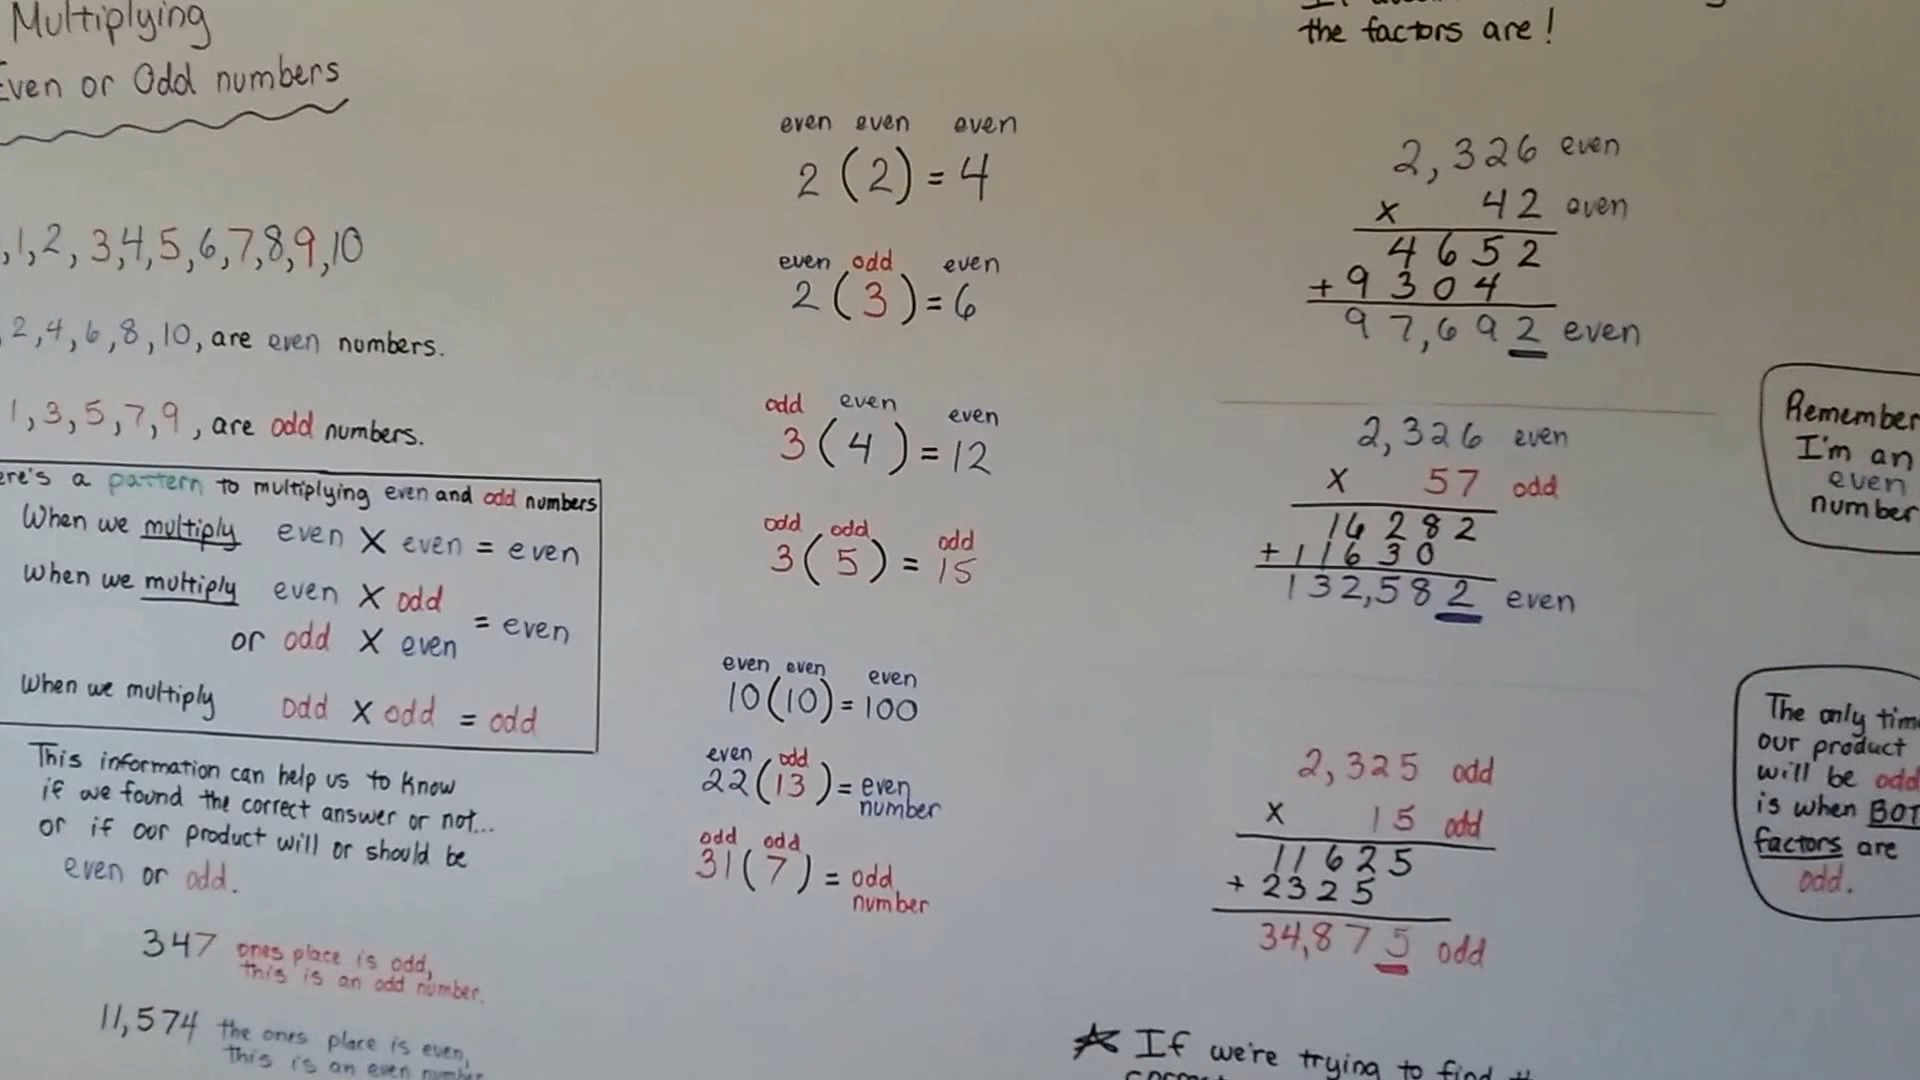 Multiplying
Even or Odd numbers
,1,2, 3,4,5,6,7,8,9,10
2,4,6,8,10, are even numbers.
1,3,5,7,9, are odd numbers.
a pattern to multiplying even and odd numbers
When we multiply even X even = even
When we multiply even X odd
= even
or odd X even
When we multiply odd X odd = odd
This information can help us to know
if we found the correct answer or not...
or if our product will or should be
even or odd.
347 ones place is odd,
this is an odd number.
11,574 the ones place is even,
this is an even number
even even even
2(2)=4
even odd even
2(3)=6
odd even even
3(4)=12
odd odd odd
3(5)=15
even even even
10(10)=100
even odd
22(13)=even
number
odd odd
31(7)=odd
number
the factors are!
2,326 even
x 42 even
4652
+9304
97,692 even
2,326 even
x 57 odd
16282
+11630
132,582 even
2,325 odd
x 15 odd
11625
+2325
34,875 odd
If we're trying to find
Remember
I'm an
even
number
The only time
our product
will be odd
is when
factors are
odd.